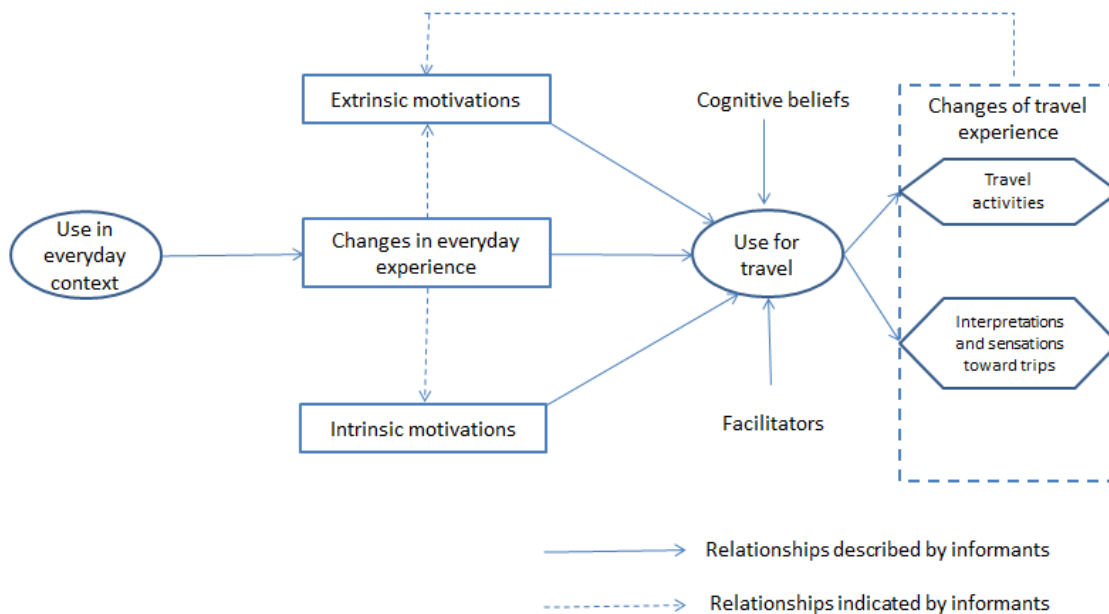 Extrinsic motivations
Cognitive beliefs
Changes of travel
experience
Travel
activities
Use in
everyday
context
Changes in everyday
experience
Use for
travel
Interpretations
and sensations
toward trips
Intrinsic motivations
Facilitators
Relationships described by informants
Relationships indicated by informants